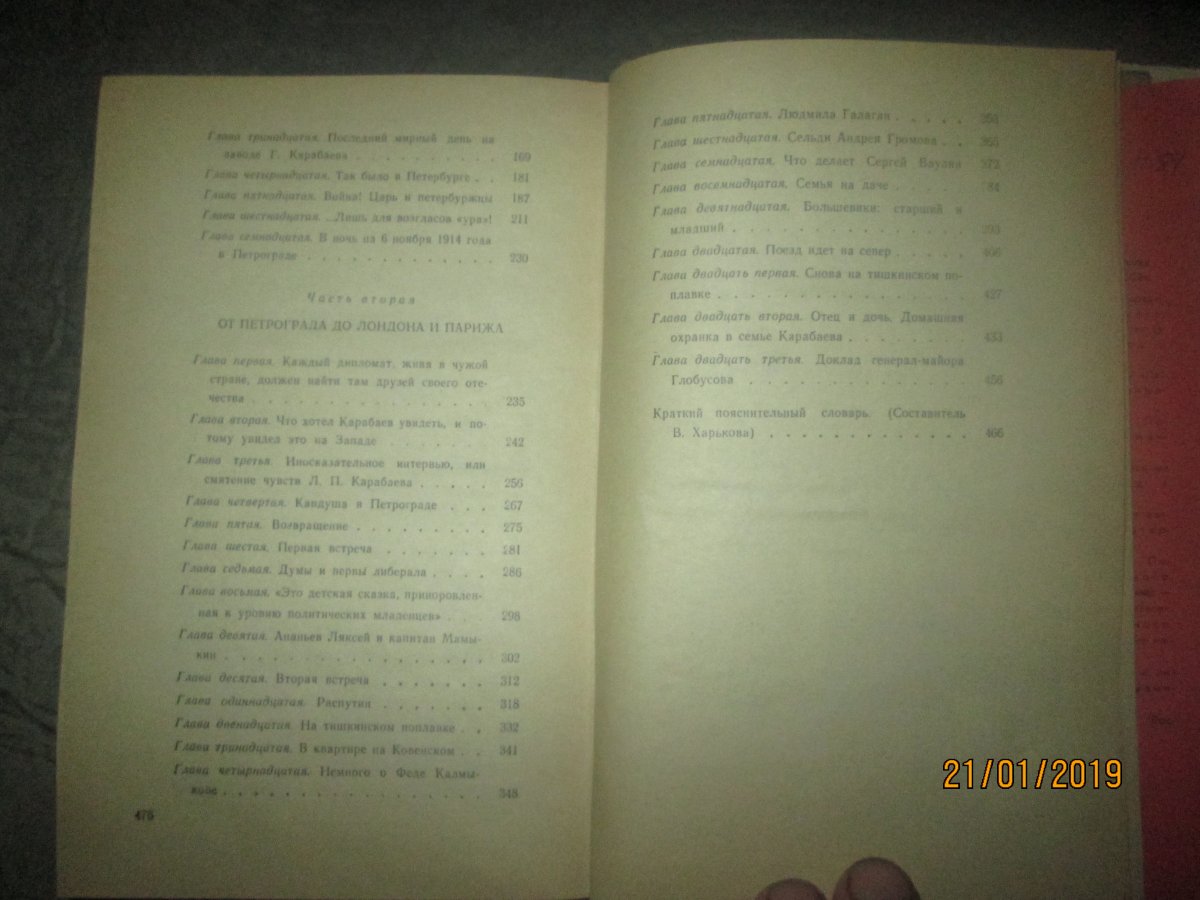 Глава тринадцатая. Последний мирный день на
заводе Г. Карабаева . . . . . . . . . . 169
Глава четырнадцатая. Так было в Петербурге . . 181
Глава пятнадцатая. Война! Царь и петербуржцы 187
Глава шестнадцатая. ...Лишь для возгласов «ура»! 211
Глава семнадцатая. В ночь на 6 ноября 1914 года
в Петрограде . . . . . . . . . . . . . 230
Часть вторая
ОТ ПЕТРОГРАДА ДО ЛОНДОНА И ПАРИЖА
Глава первая. Каждый дипломат, живя в чужой
стране, должен найти там друзей своего оте-
чества . . . . . . . . . . . . . . . . 235
Глава вторая. Что хотел Карабаев увидеть, и по-
тому увидел это на Западе . . . . . . . 242
Глава третья. Иносказательное интервью, или
смятение чувств Л. П. Карабаева . . . . . 256
Глава четвертая. Кандуша в Петрограде . . . 267
Глава пятая. Возвращение . . . . . . . . . 275
Глава шестая. Первая встреча . . . . . . . 281
Глава седьмая. Думы и нервы либерала . . . . 286
Глава восьмая. «Это детская сказка, приноровлен-
ная к уровню политических младенцев» . . . 298
Глава девятая. Ананьев Ляксей и капитан Мамы-
кин . . . . . . . . . . . . . . . . . 302
Глава десятая. Вторая встреча . . . . . . . 312
Глава одиннадцатая. Распутин . . . . . . . 318
Глава двенадцатая. На тишкинском поплавке . . 332
Глава тринадцатая. В квартире на Ковенском . . 341
Глава четырнадцатая. Немного о Феде Калмы-
кове . . . . . . . . . . . . . . . . . 348
Глава пятнадцатая. Людмила Галаган . . . . .
Глава шестнадцатая. Сельди Андрея Громова . . 365
Глава семнадцатая. Что делает Сергей Ваулин 372
Глава восемнадцатая. Семья на даче . . . . . 84
Глава девятнадцатая. Большевики: старший и
младший . . . . . . . . . . . . . . . 393
Глава двадцатая. Поезд идет на север . . . . 406
Глава двадцать первая. Снова на тишкинском по-
плавке . . . . . . . . . . . . . . . . 427
Глава двадцать вторая. Отец и дочь. Домашняя
охранка в семье Карабаева . . . . . . . 433
Глава двадцать третья. Доклад генерал-майора
Глобусова . . . . . . . . . . . . . . 456
Краткий пояснительный словарь. (Составитель
В. Харькова) . . . . . . . . . . . . . 466
21/01/2019